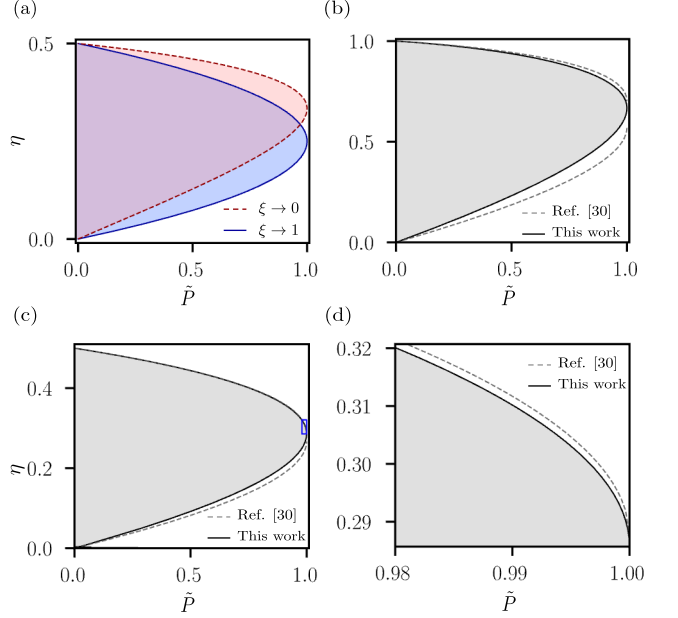 (a)
0.5
η
0.0
0.0
0.5
1.0
P̃
ξ → 0
ξ → 1
(b)
1.0
0.5
0.0
0.0
0.5
1.0
P̃
Ref. [30]
This work
(c)
0.4
η
0.2
0.0
0.0
0.5
1.0
P̃
Ref. [30]
This work
(d)
0.32
0.31
0.30
0.29
0.98
0.99
1.00
P̃
Ref. [30]
This work